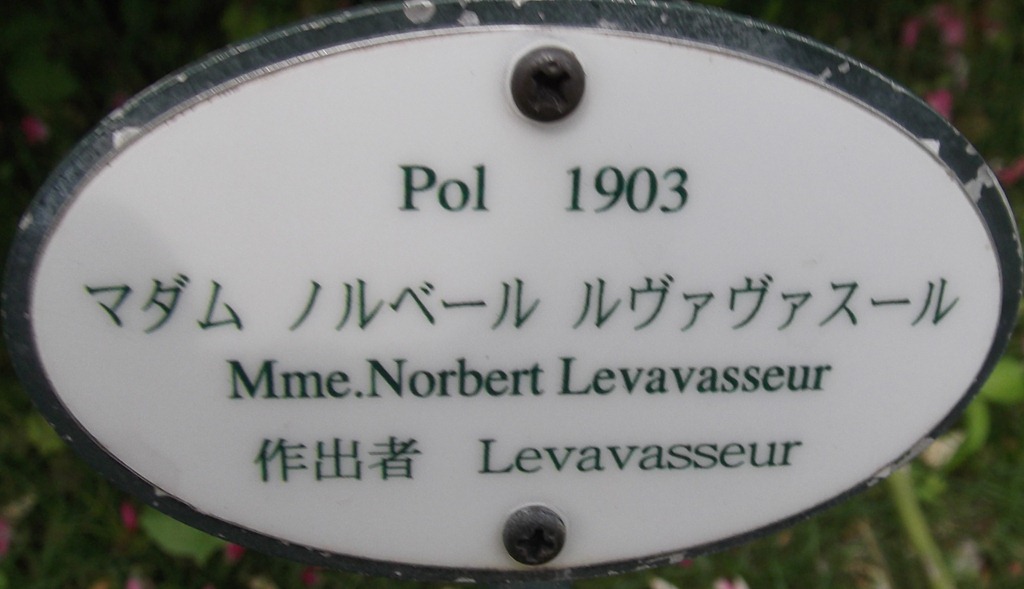 Pol 1903
マダム ノルベール ルヴァヴァスール
Mme.Norbert Levavasseur
作出者 Levavasseur